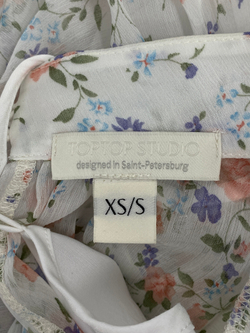 TOPTOP STUDIO
designed in Saint-Petersburg
XS/S